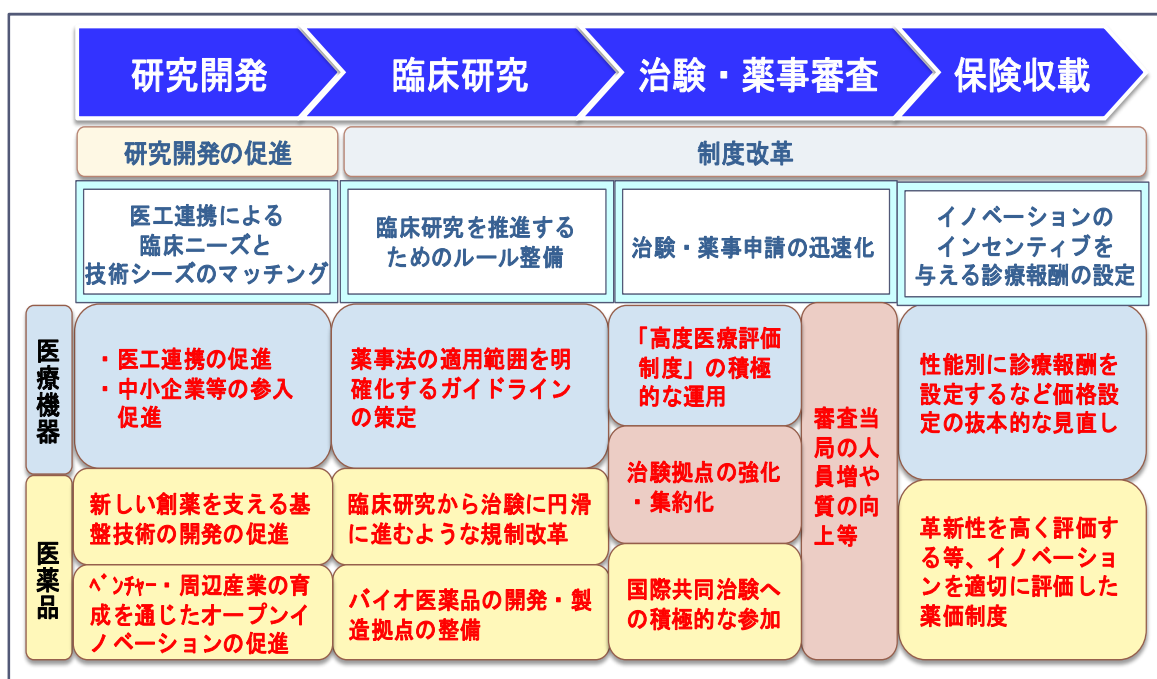 研究開発
臨床研究
治験・薬事審査
保険収載
研究開発の促進
制度改革
医工連携による
臨床ニーズと
技術シーズのマッチング
臨床研究を推進する
ためのルール整備
治験・薬事申請の迅速化
イノベーションの
インセンティブを
与える診療報酬の設定
医療機器
・医工連携の促進
・中小企業等の参入
促進
薬事法の適用範囲を明
確化するガイドライン
の策定
「高度医療評価
制度」の積極
的な運用
治験拠点の強化
・集約化
審査当
局の人
員増や
質の向
上等
性能別に診療報酬を
設定するなど価格設
定の抜本的な見直し
医薬品
新しい創薬を支える基
盤技術の開発の促進
ベンチャー・周辺産業の育
成を通じたオープンイ
ノベーションの促進
臨床研究から治験に円滑
に進むような規制改革
バイオ医薬品の開発・製
造拠点の整備
国際共同治験へ
の積極的な参加
革新性を高く評価す
る等、イノベーショ
ンを適切に評価した
薬価制度